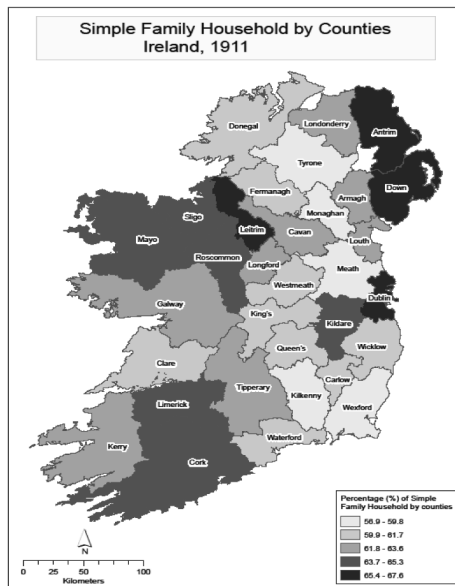 Simple Family Household by Counties
Ireland, 1911
Donegal
Londonderry
Antrim
Tyrone
Fermanagh
Armagh
Down
Monaghan
Sligo
Leitrim
Cavan
Mayo
Louth
Roscommon
Longford
Meath
Westmeath
Galway
Dublin
King's
Kildare
Queen's
Wicklow
Clare
Carlow
Tipperary
Limerick
Kilkenny
Wexford
Waterford
Kerry
Cork
N
0 25 50 100
Kilometers
Percentage (%) of Simple
Family Household by counties
56.9 - 59.8
59.9 - 61.7
61.8 - 63.6
63.7 - 65.3
65.4 - 67.6